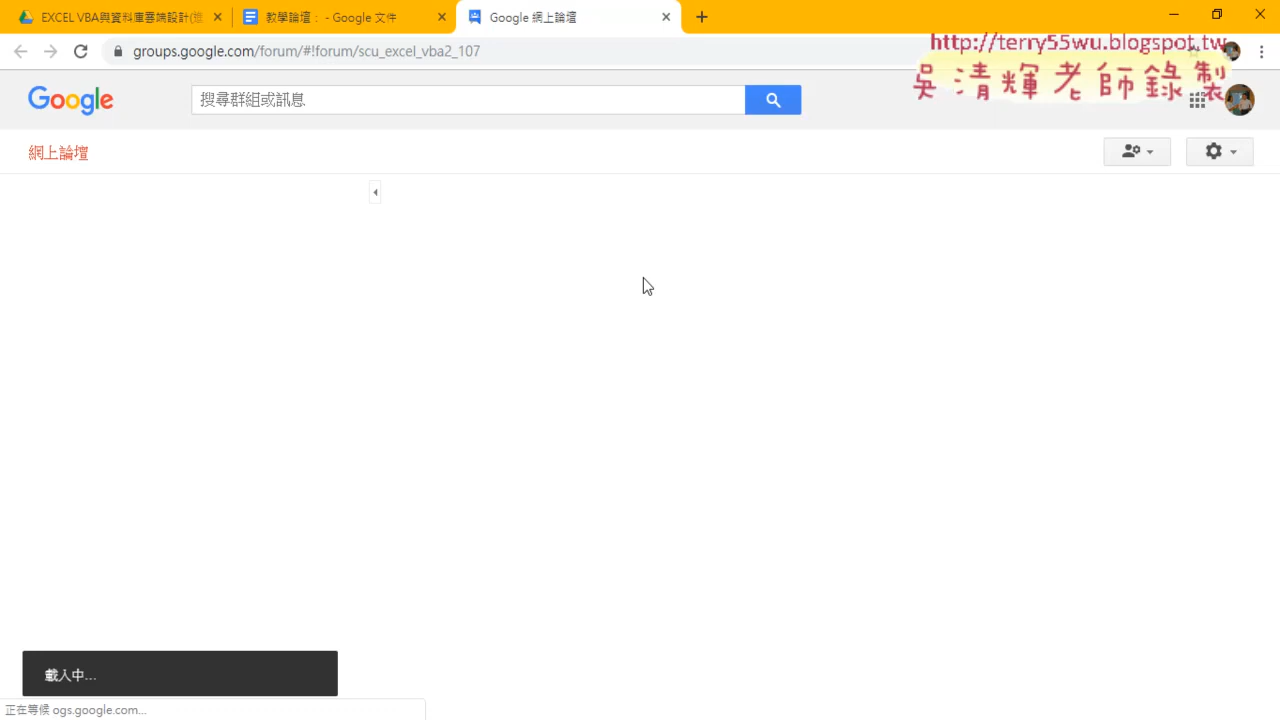 EXCEL VBA與資料庫雲端設計(進
教學論壇： - Google 文件
Google 網上論壇
groups.google.com/forum/#!forum/scu_excel_vba2_107
http://terry55wu.blogspot.tw
吳清輝老師錄製
Google
搜尋群組或訊息
網上論壇
載入中...
正在等候 ogs.google.com...